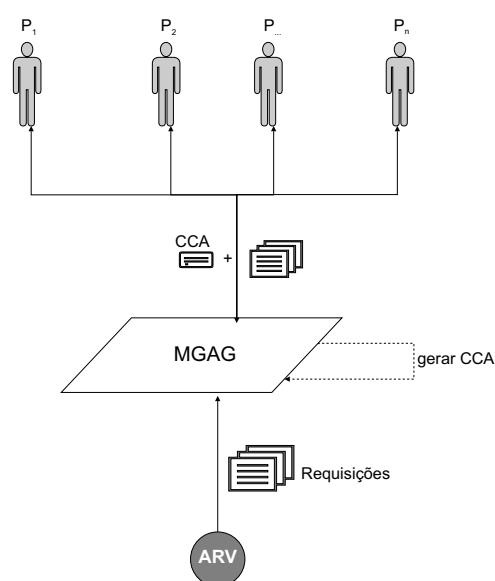 P1 P2 P... Pn
CCA
+
MGAG
gerar CCA
Requisições
ARV